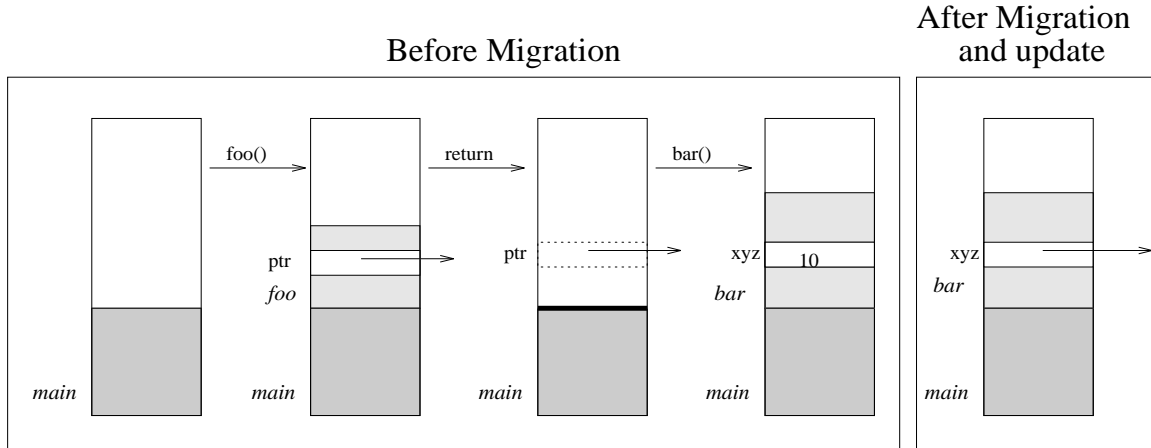 Before Migration
After Migration
and update
foo()
return
bar()
ptr
ptr
xyz
10
xyz
foo
bar
bar
main
main
main
main
main